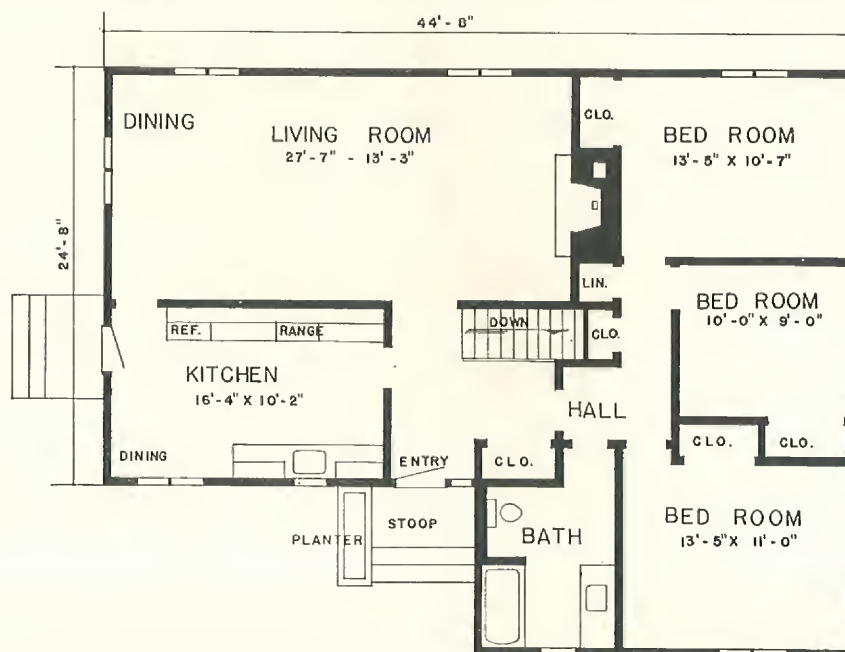 44'-8"
24'-8"
DINING
LIVING ROOM
27'-7" - 13'-3"
CLO.
BED ROOM
13'-5" X 10'-7"
LIN.
BED ROOM
10'-0" X 9'-0"
REF.
RANGE
DOWN
CLO.
KITCHEN
16'-4" X 10'-2"
HALL
DINING
ENTRY
CLO.
CLO.
CLO.
PLANTER
STOOP
BATH
BED ROOM
13'-5" X 11'-0"